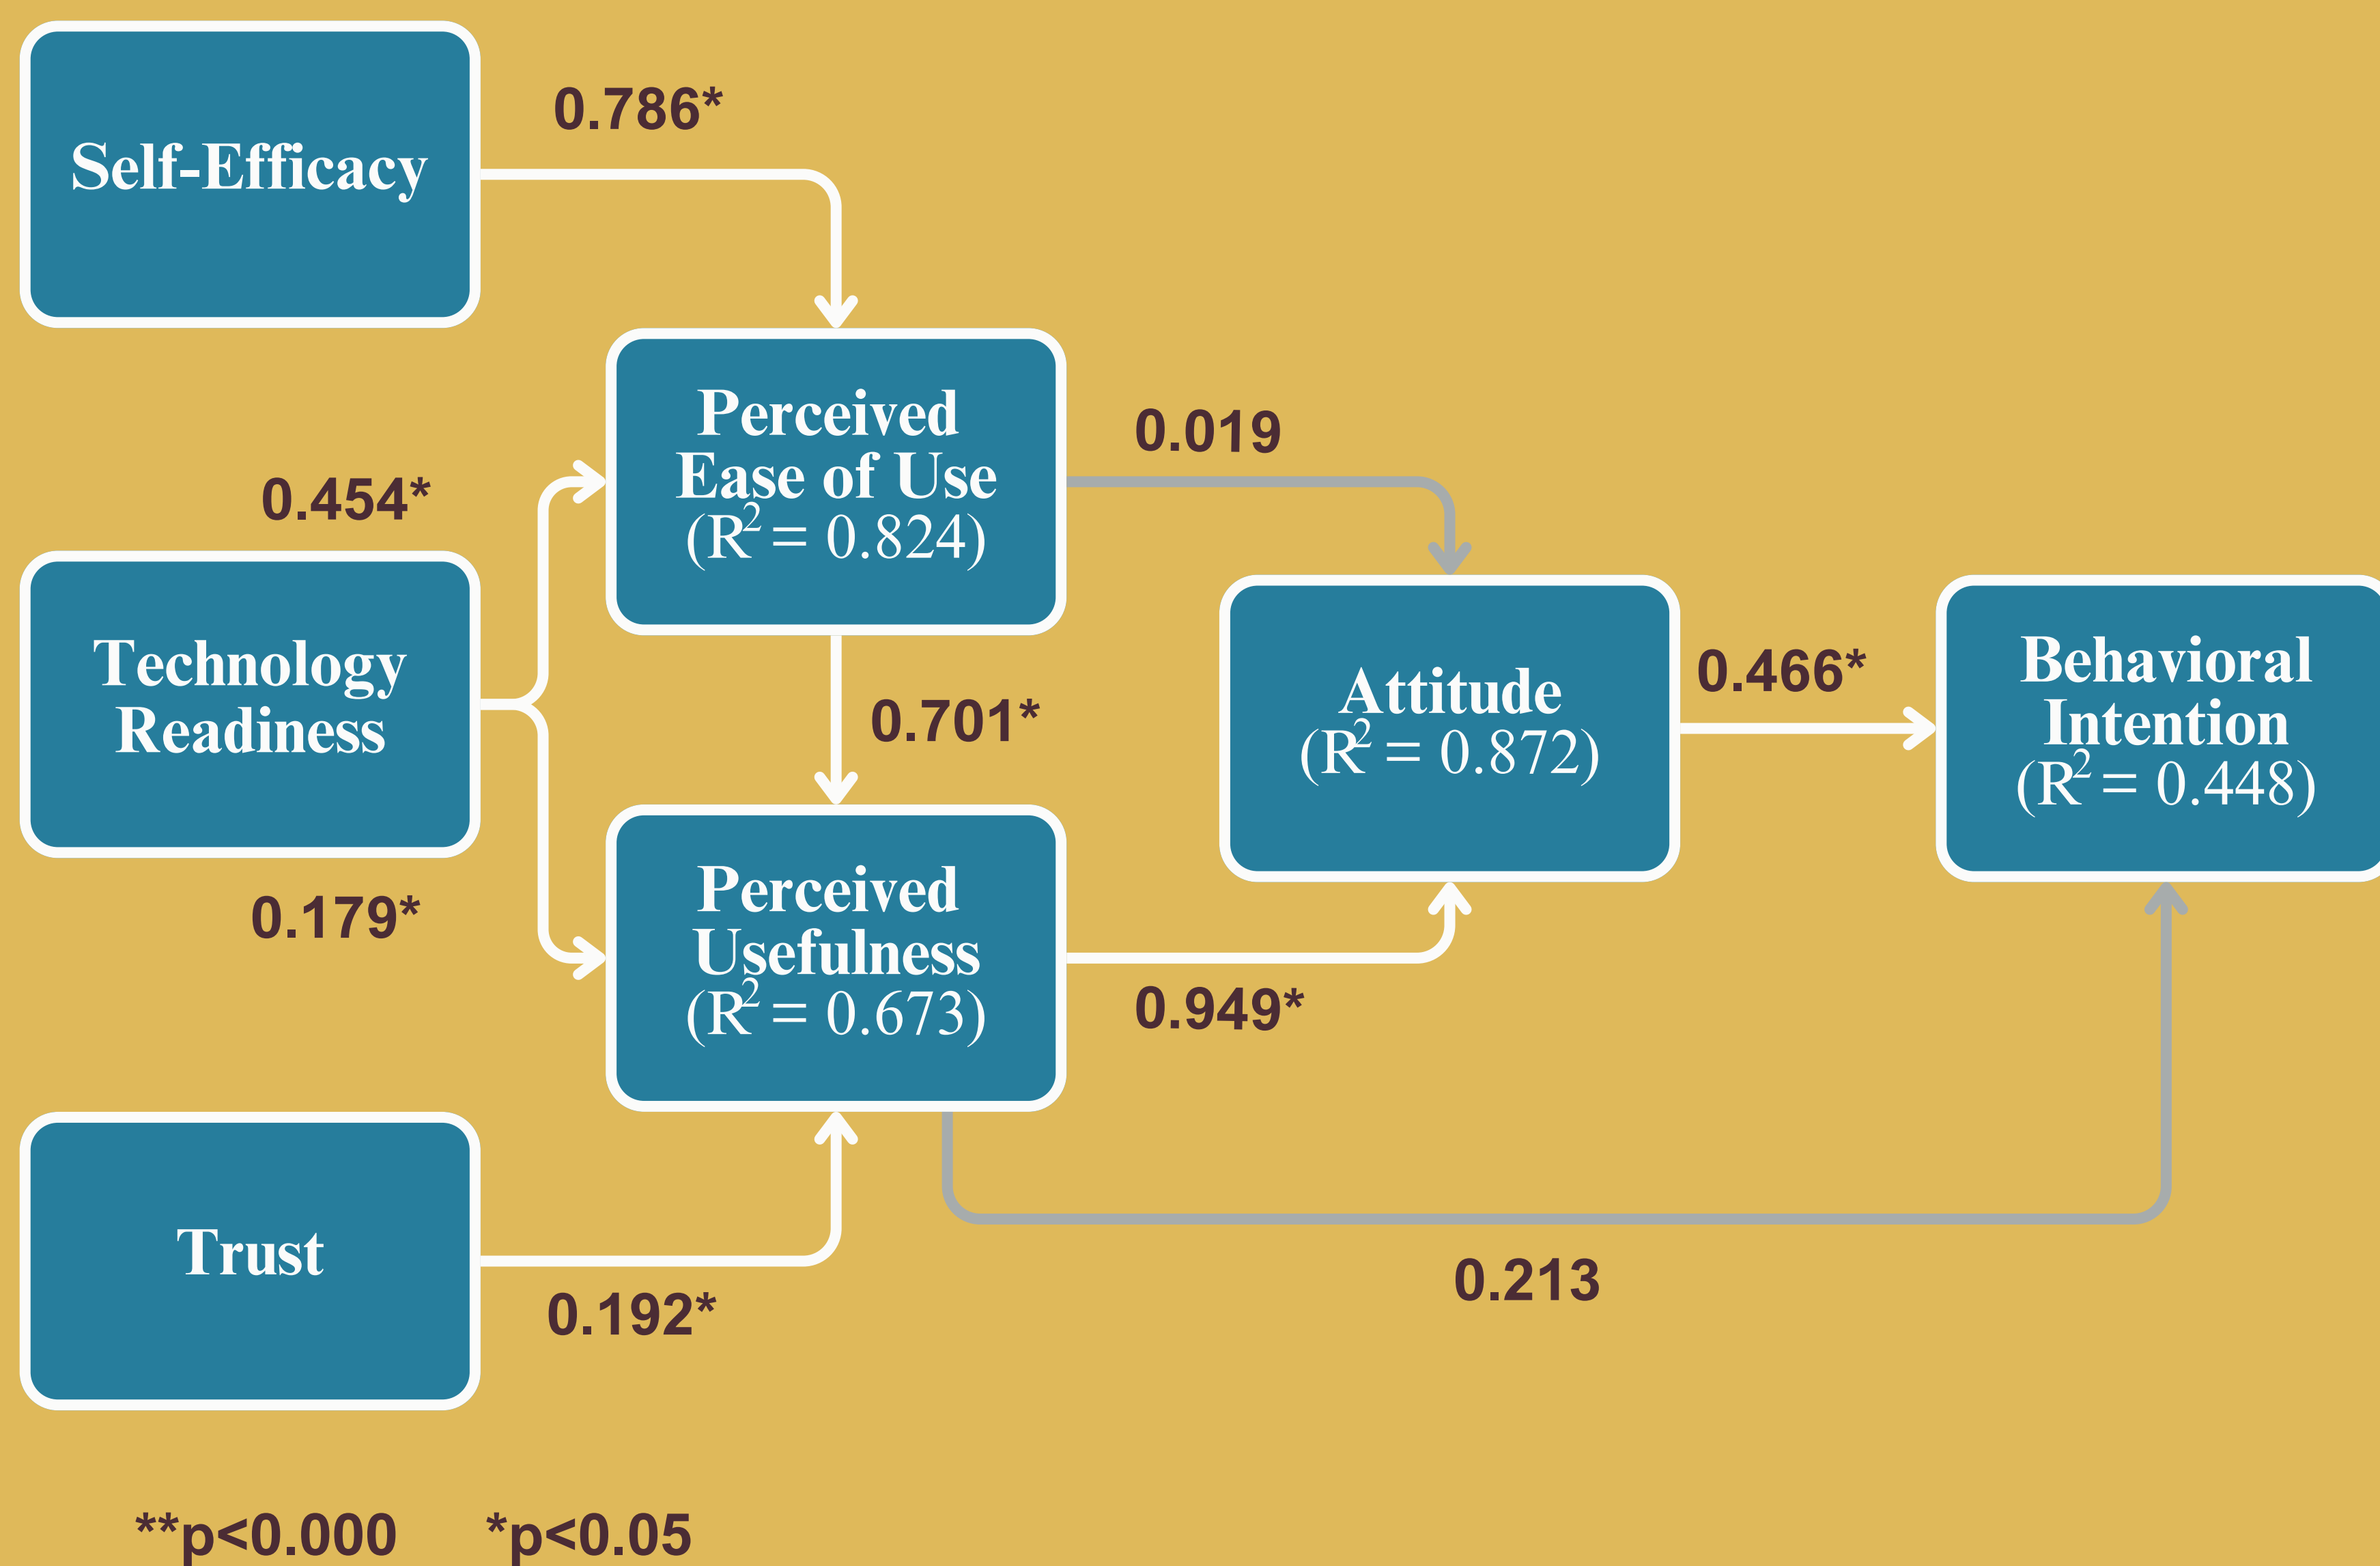 Self-Efficacy
0.786*
Perceived
Ease of Use
(R² = 0.824)
0.019
0.454*
Technology
Readiness
0.179*
0.701*
Perceived
Usefulness
(R² = 0.673)
0.949*
Attitude
(R² = 0.872)
0.466*
Behavioral
Intention
(R² = 0.448)
Trust
0.192*
0.213
**p<0.000 *p<0.05